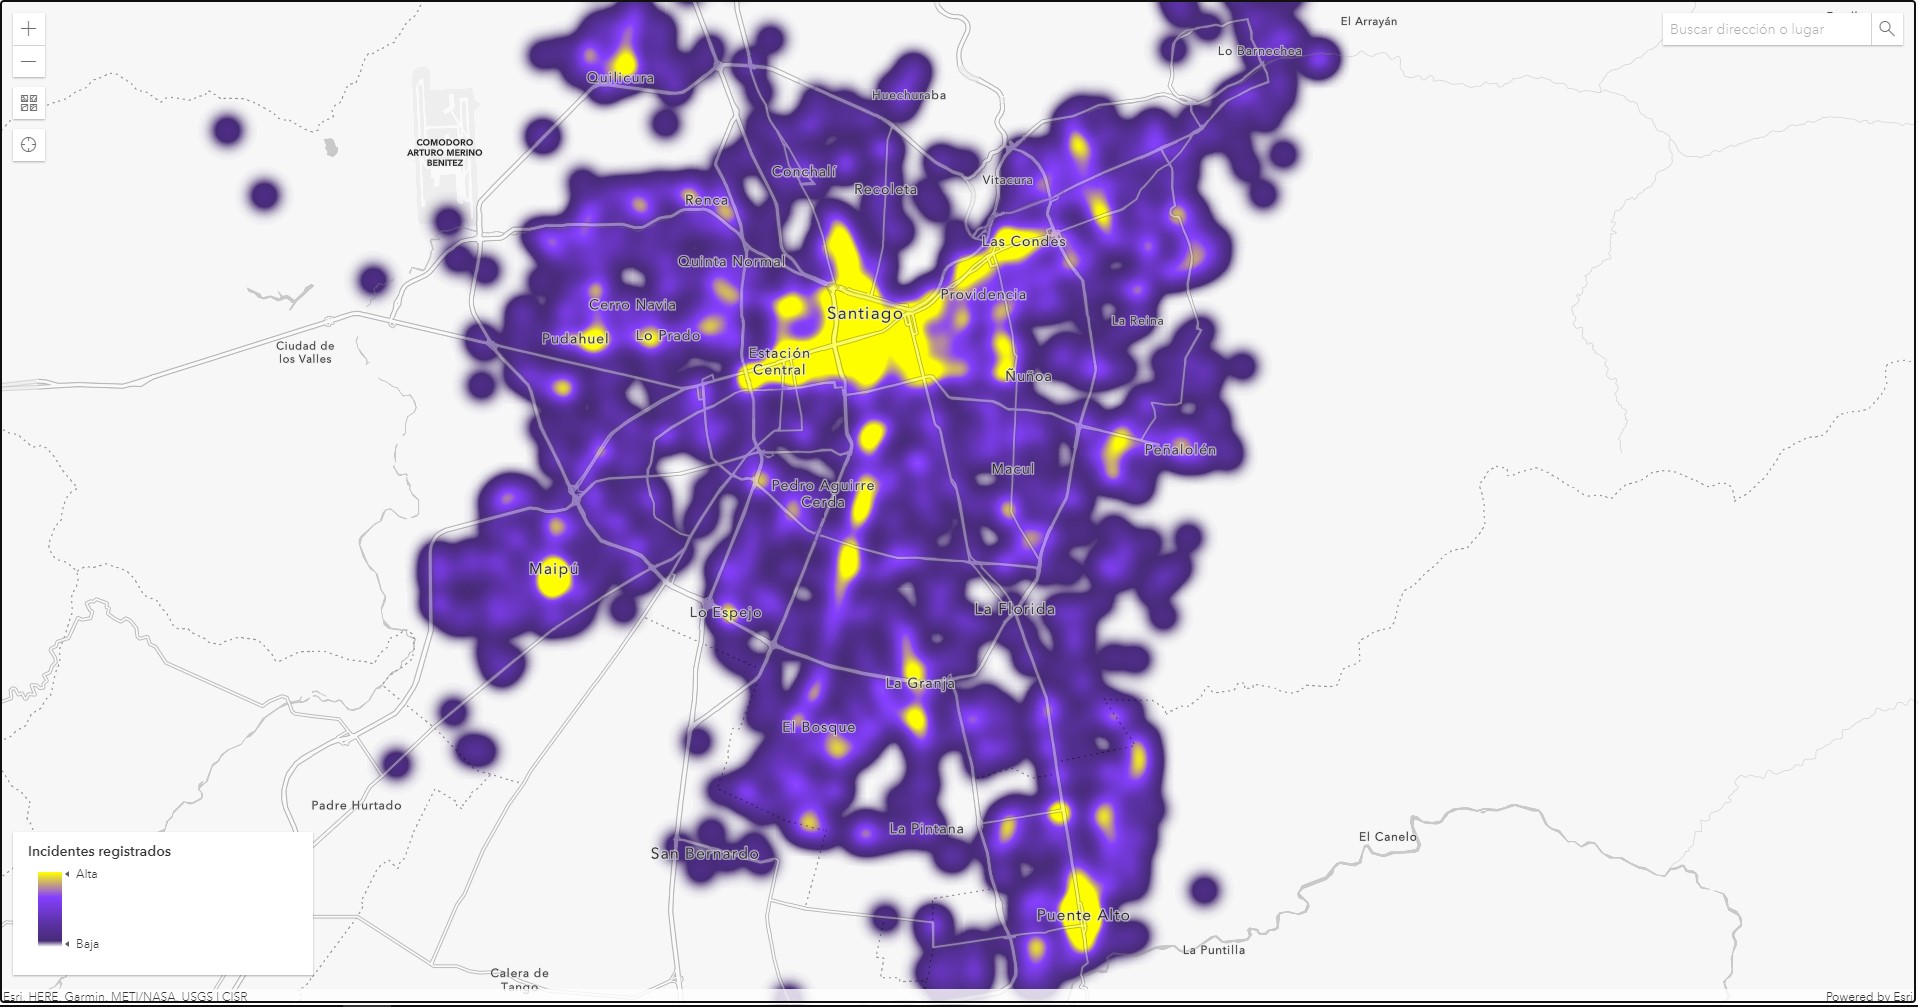 El Arrayán
Buscar dirección o lugar
Lo Barnechea
Quilicura
Huechuraba
COMODORO
ARTURO MERINO
BENITEZ
Conchalí
Vitacura
Recoleta
Renca
Las Condes
Quinta Normal
Providencia
Cerro Navia
Santiago
La Reina
Pudahuel
Lo Prado
Ciudad de
los Valles
Estación
Central
Ñuñoa
Peñalolén
Macul
Pedro Aguirre
Cerda
Maipú
Lo Espejo
La Florida
La Granja
El Bosque
Padre Hurtado
La Pintana
El Canelo
San Bernardo
Incidentes registrados
Alta
Baja
Puente Alto
La Puntilla
Calera de
Tango
Esri, HERE, Garmin, METI/NASA, USGS | CISR
Powered by Esri